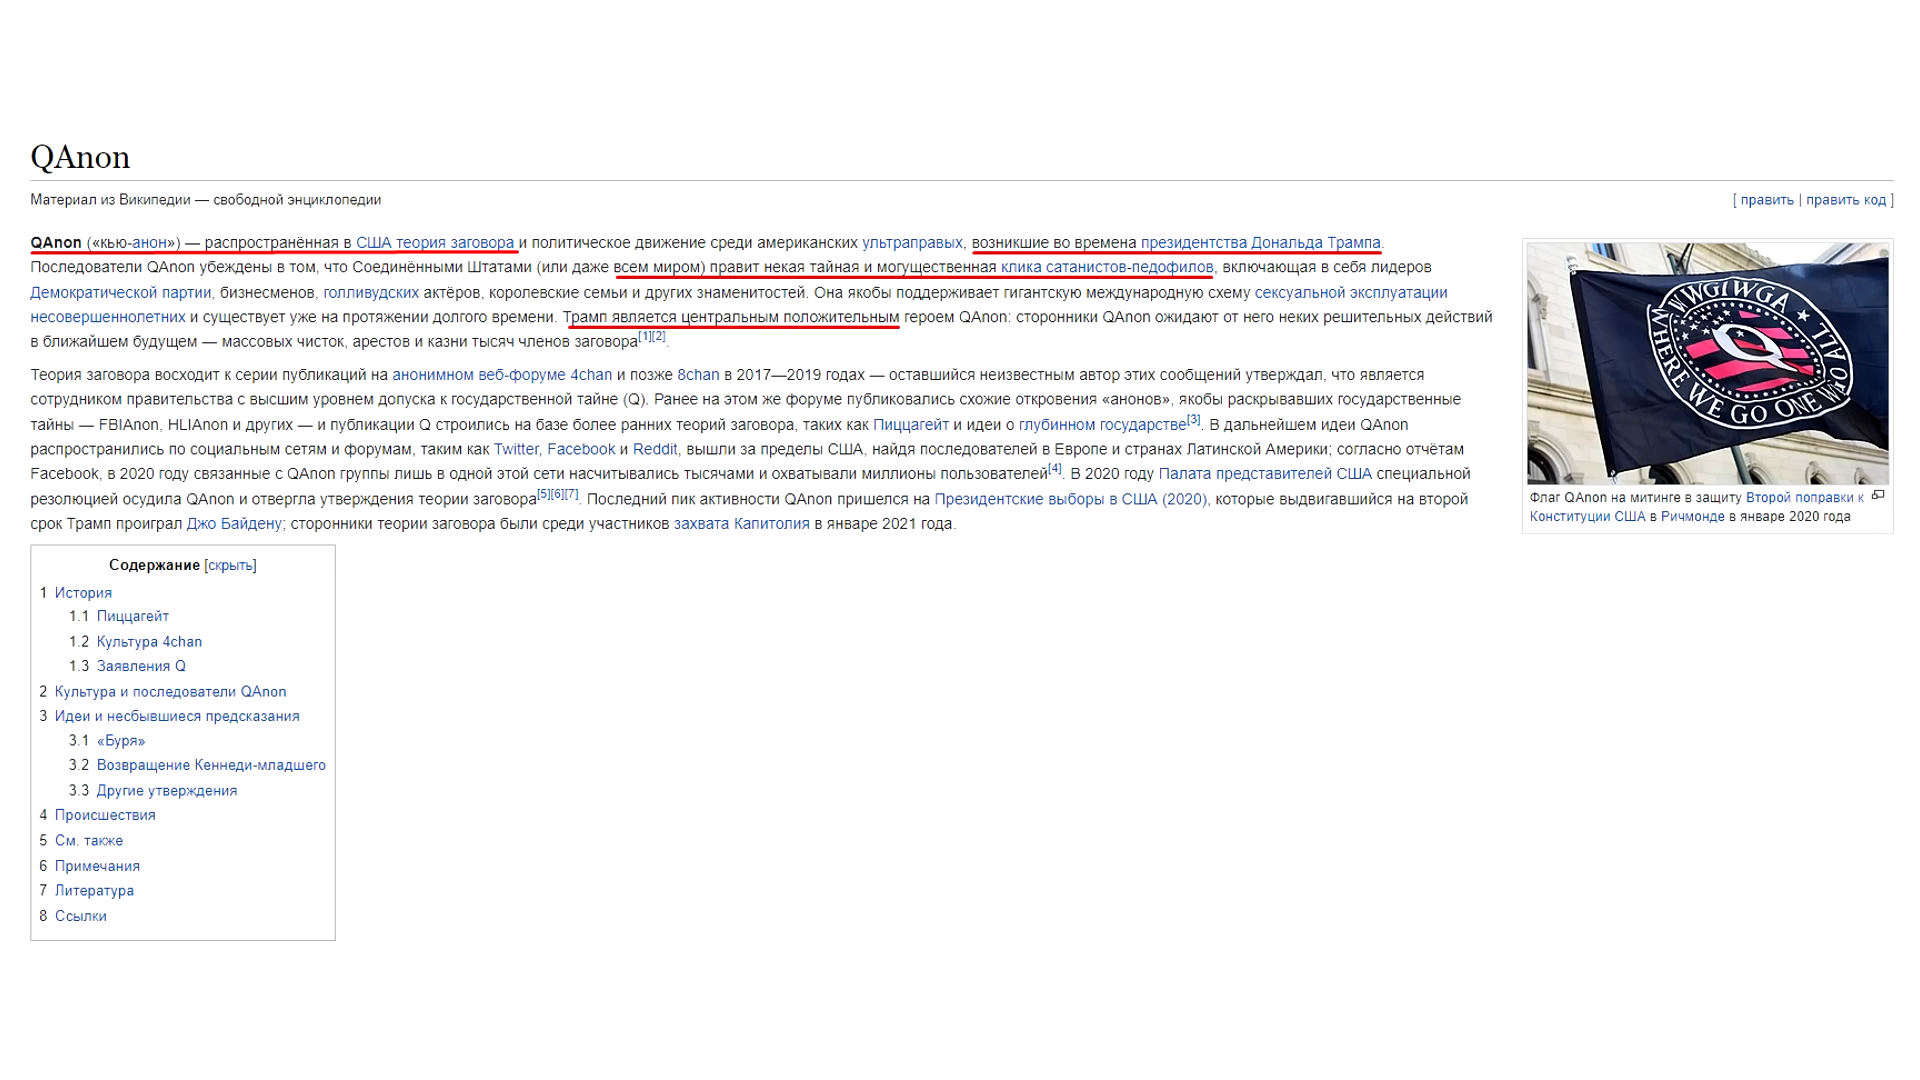 QAnon
Материал из Википедии — свободной энциклопедии
[ править | править код ]
QAnon («кью-анон») — распространённая в США теория заговора и политическое движение среди американских ультраправых, возникшие во времена президентства Дональда Трампа.
Последователи QAnon убеждены в том, что Соединёнными Штатами (или даже всем миром) правит некая тайная и могущественная клика сатанистов-педофилов, включающая в себя лидеров
Демократической партии, бизнесменов, голливудских актёров, королевские семьи и других знаменитостей. Она якобы поддерживает гигантскую международную схему сексуальной эксплуатации
несовершеннолетних и существует уже на протяжении долгого времени. Трамп является центральным положительным героем QAnon: сторонники QAnon ожидают от него неких решительных действий
в ближайшем будущем — массовых чисток, арестов и казни тысяч членов заговора[1][2].
Теория заговора восходит к серии публикаций на анонимном веб-форуме 4chan и позже 8chan в 2017—2019 годах — оставшийся неизвестным автор этих сообщений утверждал, что является
сотрудником правительства с высшим уровнем допуска к государственной тайне (Q). Ранее на этом же форуме публиковались схожие откровения «анонов», якобы раскрывавших государственные
тайны — FBIAnon, HLIAnon и других — и публикации Q строились на базе более ранних теорий заговора, таких как Пиццагейт и идеи о глубинном государстве[3]. В дальнейшем идеи QAnon
распространились по социальным сетям и форумам, таким как Twitter, Facebook и Reddit, вышли за пределы США, найдя последователей в Европе и странах Латинской Америки; согласно отчётам
Facebook, в 2020 году связанные с QAnon группы лишь в одной этой сети насчитывались тысячами и охватывали миллионы пользователей[4]. В 2020 году Палата представителей США специальной
резолюцией осудила QAnon и отвергла утверждения теории заговора[5][6][7]. Последний пик активности QAnon пришелся на Президентские выборы в США (2020), которые выдвигавшийся на второй
срок Трамп проиграл Джо Байдену; сторонники теории заговора были среди участников захвата Капитолия в январе 2021 года.
WWG1WGA
Q
WHERE WE GO ONE WE GO ALL
Флаг QAnon на митинге в защиту Второй поправки к
Конституции США в Ричмонде в январе 2020 года
Содержание [скрыть]
1 История
1.1 Пиццагейт
1.2 Культура 4chan
1.3 Заявления Q
2 Культура и последователи QAnon
3 Идеи и несбывшиеся предсказания
3.1 «Буря»
3.2 Возвращение Кеннеди-младшего
3.3 Другие утверждения
4 Происшествия
5 См. также
6 Примечания
7 Литература
8 Ссылки